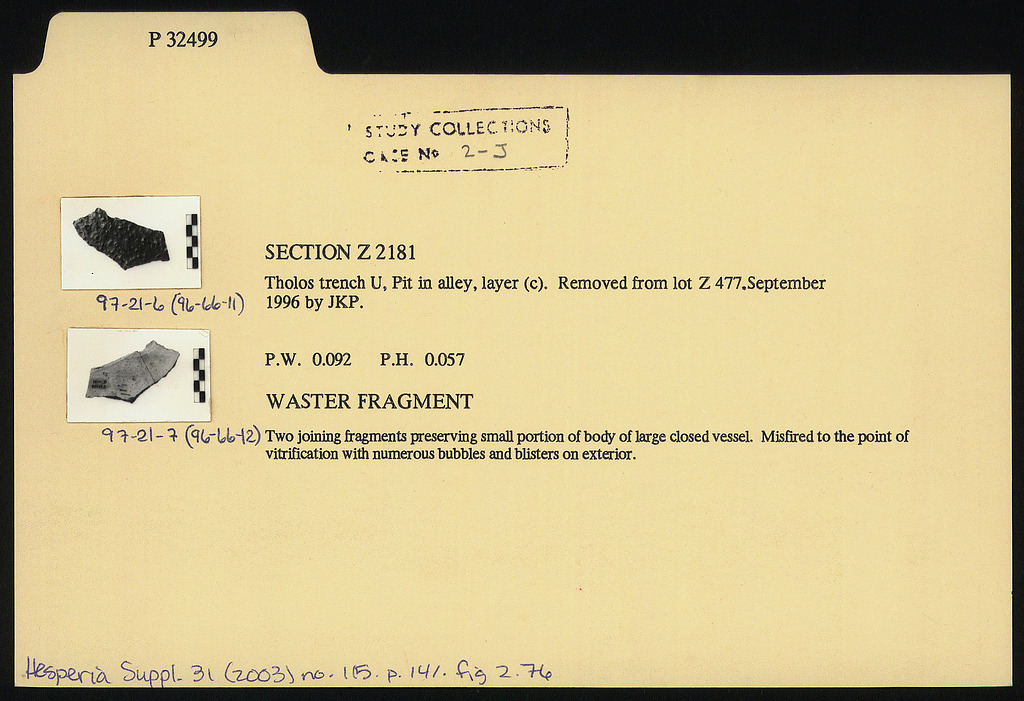 P 32499
STUDY COLLECTIONS
CASE No 2-J
97-21-6 (96-66-11)
97-21-7 (96-66-12)
SECTION Z 2181
Tholos trench U, Pit in alley, layer (c). Removed from lot Z 477.September
1996 by JKP.
P.W. 0.092 P.H. 0.057
WASTER FRAGMENT
Two joining fragments preserving small portion of body of large closed vessel. Misfired to the point of
vitrification with numerous bubbles and blisters on exterior.
Hesperia Suppl. 31 (2003) no. 115. p. 141. fig 2.76